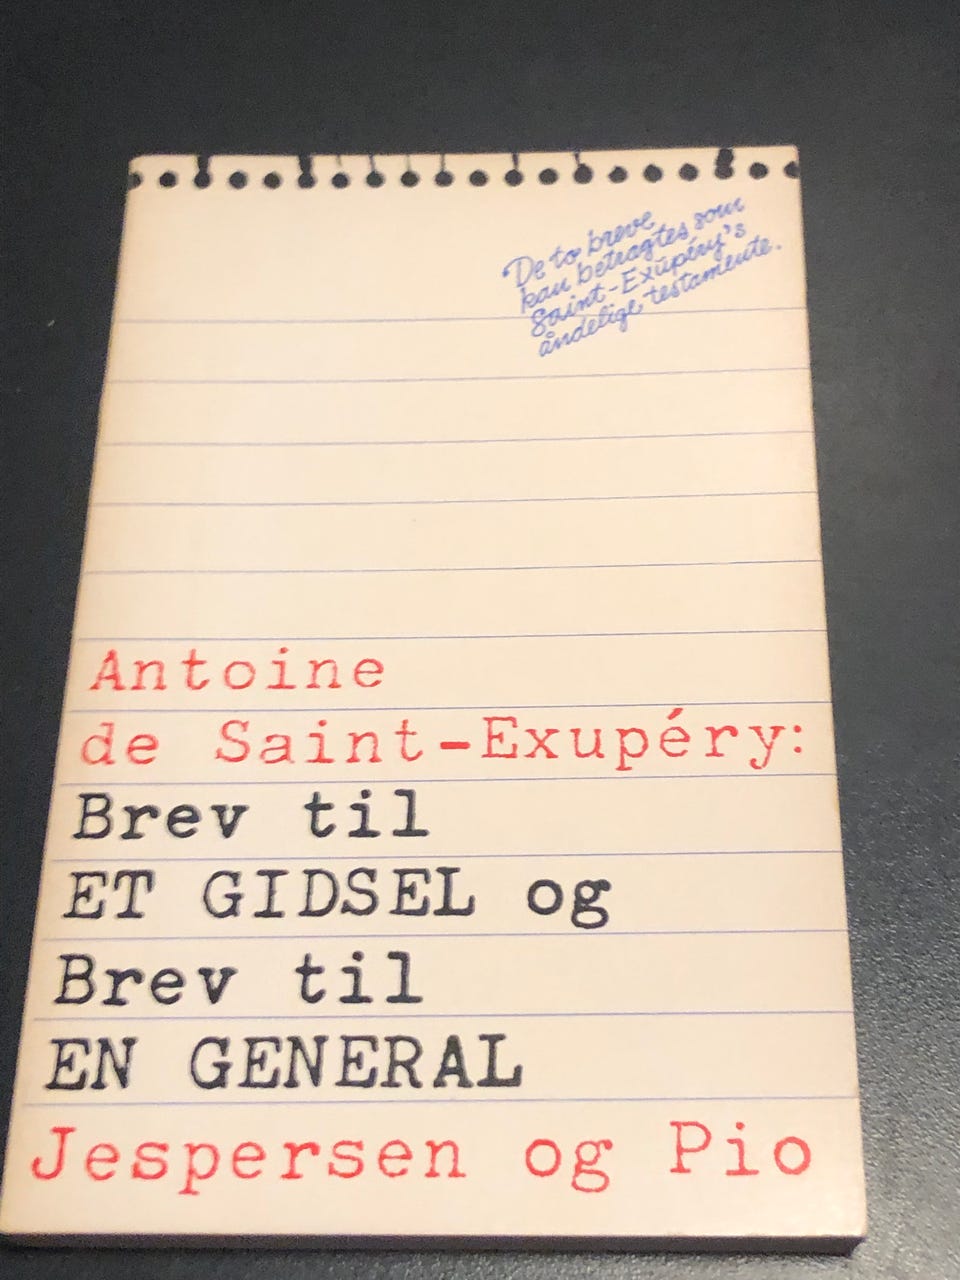 De to breve
kan betragtes som
Saint-Exupéry's
åndelige testamente.
Antoine
de Saint-Exupéry:
Brev til
ET GIDSEL og
Brev til
EN GENERAL
Jespersen og Pio